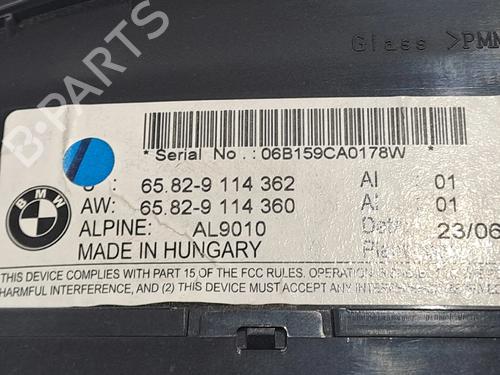 Glass >PMM
* Serial No . : 06B159CA0178W *
: 65.82-9 114 362 AI : 01
AW: 65.82-9 114 360 AI : 01
ALPINE: AL9010 23/06
MADE IN HUNGARY
THIS DEVICE COMPLIES WITH PART 15 OF THE FCC RULES. OPERATION
HARMFUL INTERFERENCE, AND (2) THIS DEVICE MUST ACCEPT ANY
BMW
B-PARTS